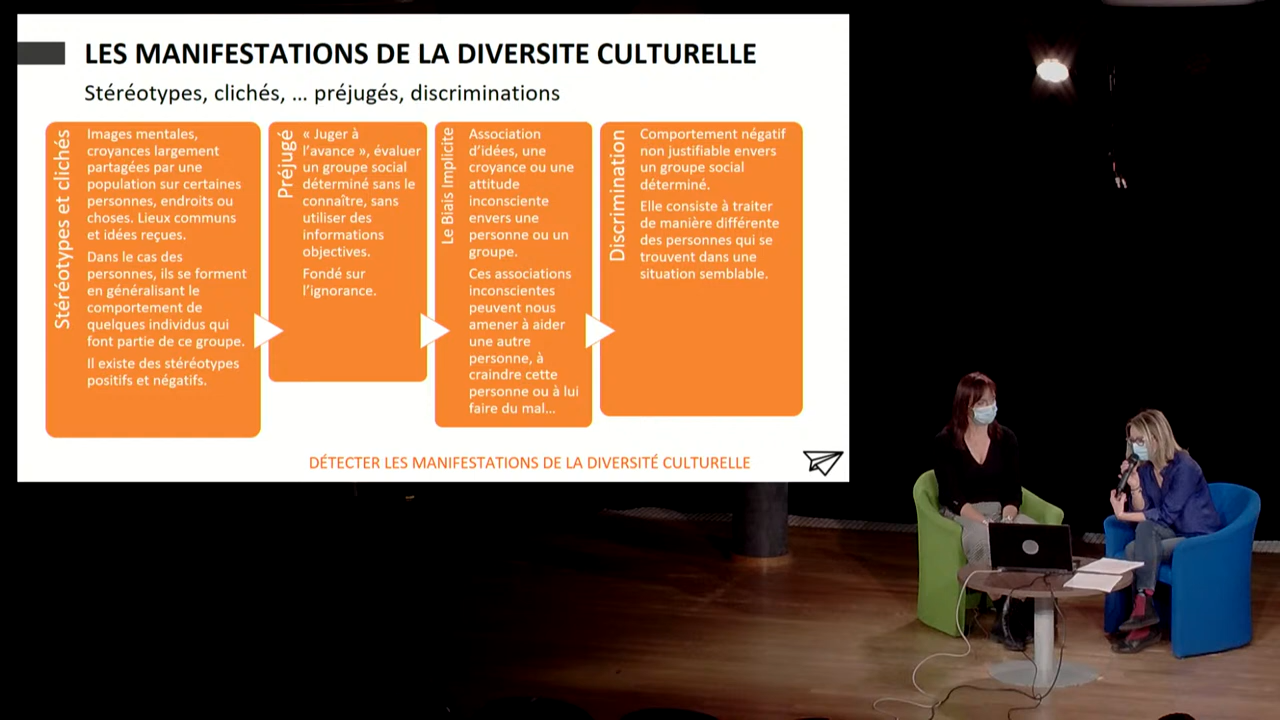 LES MANIFESTATIONS DE LA DIVERSITE CULTURELLE
Stéréotypes, clichés, ... préjugés, discriminations
Stéréotypes et clichés
Images mentales,
croyances largement
partagées par une
population sur certaines
personnes, endroits ou
choses. Lieux communs
et idées reçues.
Dans le cas des
personnes, ils se forment
en généralisant le
comportement de
quelques individus qui
font partie de ce groupe.
Il existe des stéréotypes
positifs et négatifs.
Préjugé
« Juger à
l'avance », évaluer
un groupe social
déterminé sans le
connaître, sans
utiliser des
informations
objectives.
Fondé sur
l'ignorance.
Le Biais Implicite
Association
d'idées, une
croyance ou une
attitude
inconsciente
envers une
personne ou un
groupe.
Ces associations
inconscientes
peuvent nous
amener à aider
une autre
personne, à
craindre cette
personne ou à lui
faire du mal...
Discrimination
Comportement négatif
non justifiable envers
un groupe social
déterminé.
Elle consiste à traiter
de manière différente
des personnes qui se
trouvent dans une
situation semblable.
DÉTECTER LES MANIFESTATIONS DE LA DIVERSITÉ CULTURELLE